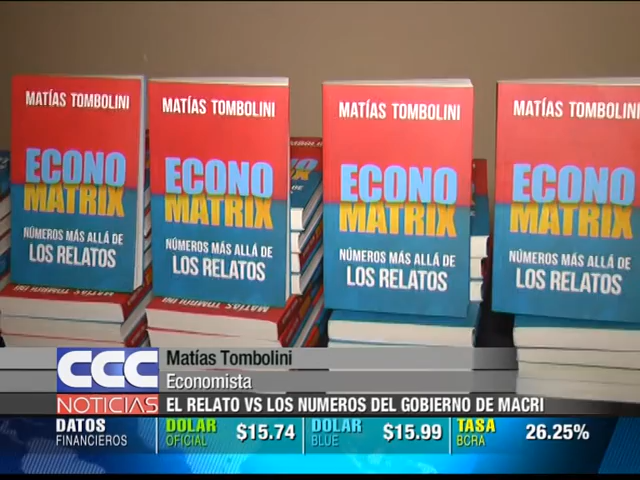 MATÍAS TOMBOLINI
ECONO
MATRIX
NÚMEROS MÁS ALLÁ DE
LOS RELATOS
MATÍAS TOMBOLINI
ECONO
MATRIX
NÚMEROS MÁS ALLÁ DE
LOS RELATOS
MATÍAS TOMBOLINI
ECONO
MATRIX
NÚMEROS MÁS ALLÁ DE
LOS RELATOS
MATÍAS TOMBOLINI
ECONO
MATRIX
NÚMEROS MÁS ALLÁ DE
LOS RELATOS
CCC
NOTICIAS
Matías Tombolini
Economista
EL RELATO VS LOS NUMEROS DEL GOBIERNO DE MACRI
DATOS
FINANCIEROS
DOLAR
OFICIAL
$15.74
DOLAR
BLUE
$15.99
TASA
BCRA
26.25%